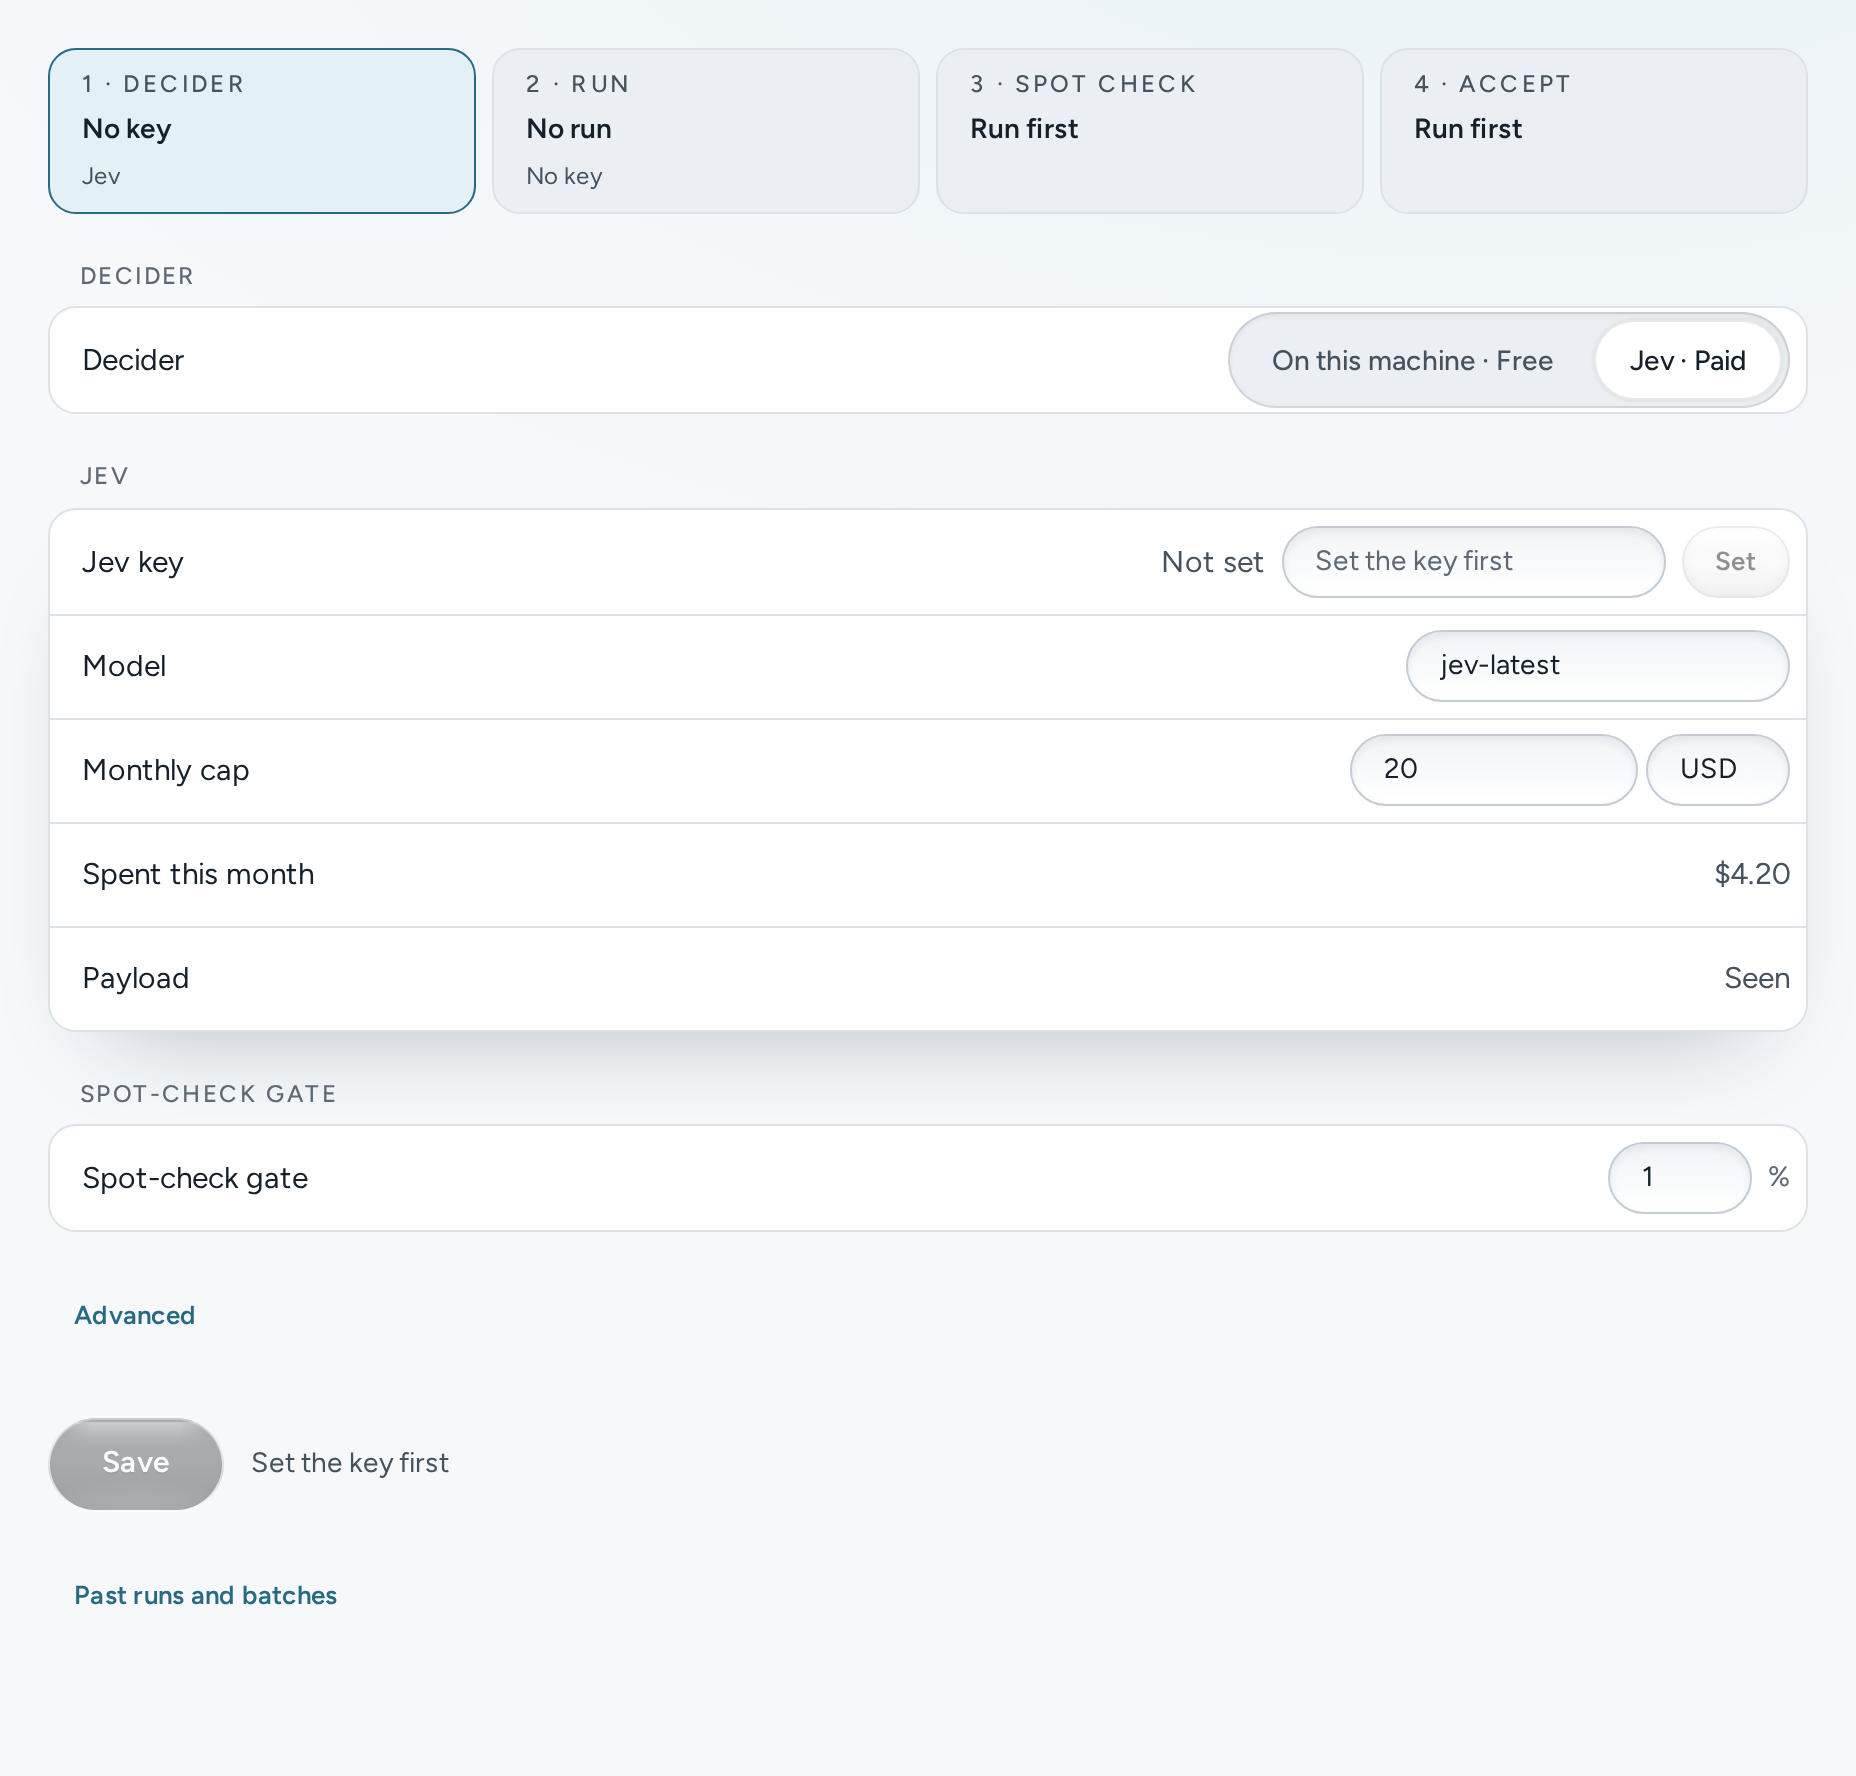 1 · DECIDER
No key
Jev
2 · RUN
No run
No key
3 · SPOT CHECK
Run first
4 · ACCEPT
Run first
DECIDER
Decider
On this machine · Free
Jev · Paid
JEV
Jev key
Not set
Set the key first
Set
Model
jev-latest
Monthly cap
20
USD
Spent this month
$4.20
Payload
Seen
SPOT-CHECK GATE
Spot-check gate
1
%
Advanced
Save
Set the key first
Past runs and batches